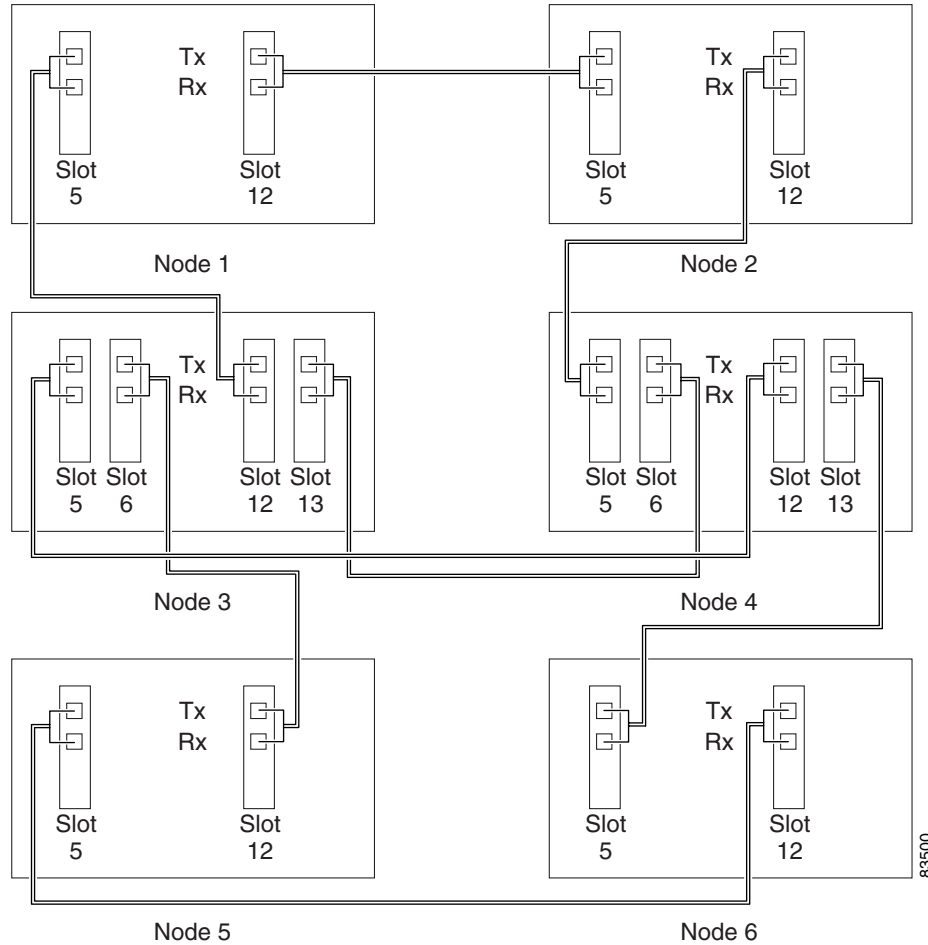 Tx
Rx
Slot
5
Slot
12
Tx
Rx
Slot
5
Slot
12
Node 1
Node 2
Tx
Rx
Slot
5
Slot
6
Slot
12
Slot
13
Tx
Rx
Slot
5
Slot
6
Slot
12
Slot
13
Node 3
Node 4
Tx
Rx
Slot
5
Slot
12
Tx
Rx
Slot
5
Slot
12
Node 5
Node 6
83500